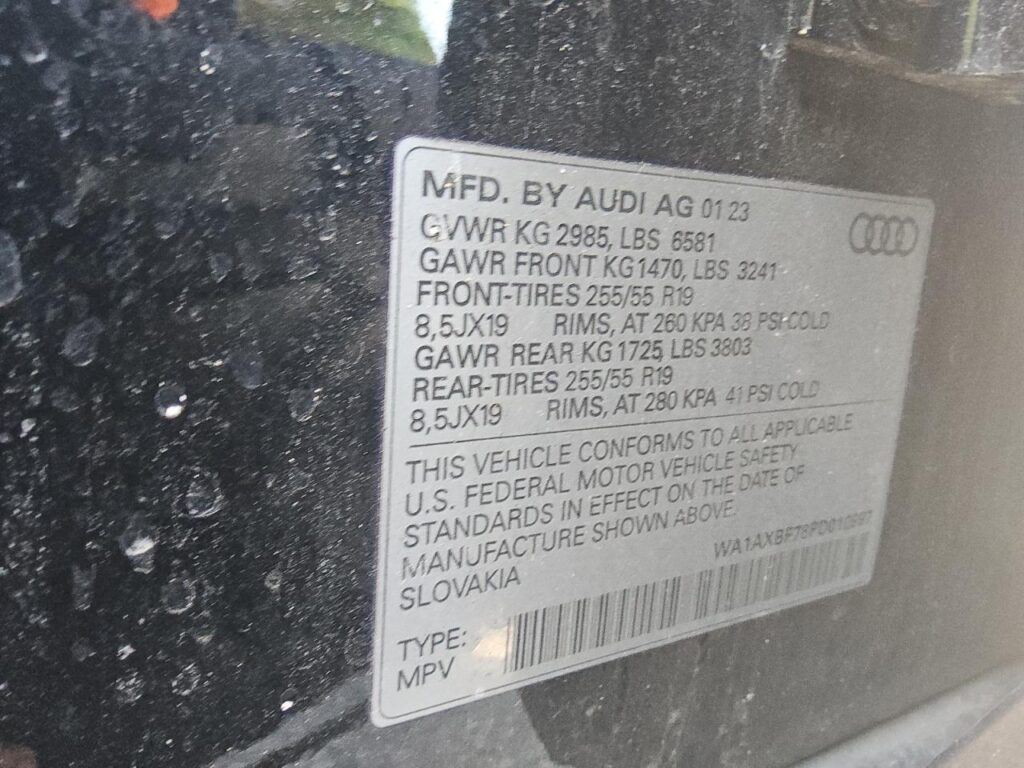 MFD. BY AUDI AG 01 23
GVWR KG 2985, LBS 6581
GAWR FRONT KG 1470, LBS 3241
FRONT-TIRES 255/55 R19
8,5JX19 RIMS, AT 260 KPA 38 PSI COLD
GAWR REAR KG 1725, LBS 3803
REAR-TIRES 255/55 R19
8,5JX19 RIMS, AT 280 KPA 41 PSI COLD
THIS VEHICLE CONFORMS TO ALL APPLICABLE
U.S. FEDERAL MOTOR VEHICLE SAFETY
STANDARDS IN EFFECT ON THE DATE OF
MANUFACTURE SHOWN ABOVE.
SLOVAKIA
TYPE:
MPV